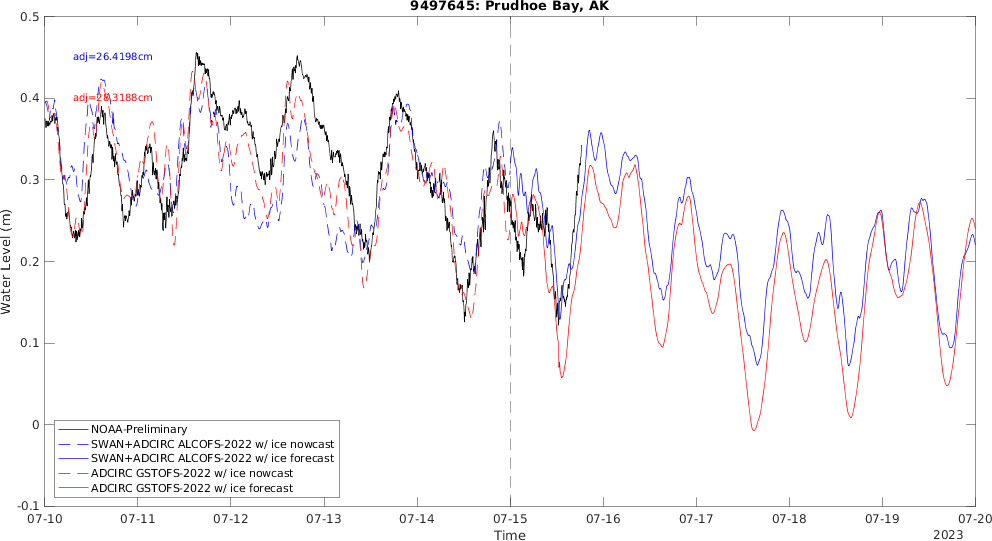 9497645: Prudhoe Bay, AK
Water Level (m)
0.5
0.4
0.3
0.2
0.1
0
-0.1
adj=26.4198cm
adj=28.3188cm
NOAA-Preliminary
SWAN+ADCIRC ALCOFS-2022 w/ ice nowcast
SWAN+ADCIRC ALCOFS-2022 w/ ice forecast
ADCIRC GSTOFS-2022 w/ ice nowcast
ADCIRC GSTOFS-2022 w/ ice forecast
07-10 07-11 07-12 07-13 07-14 07-15 07-16 07-17 07-18 07-19 07-20
Time
2023